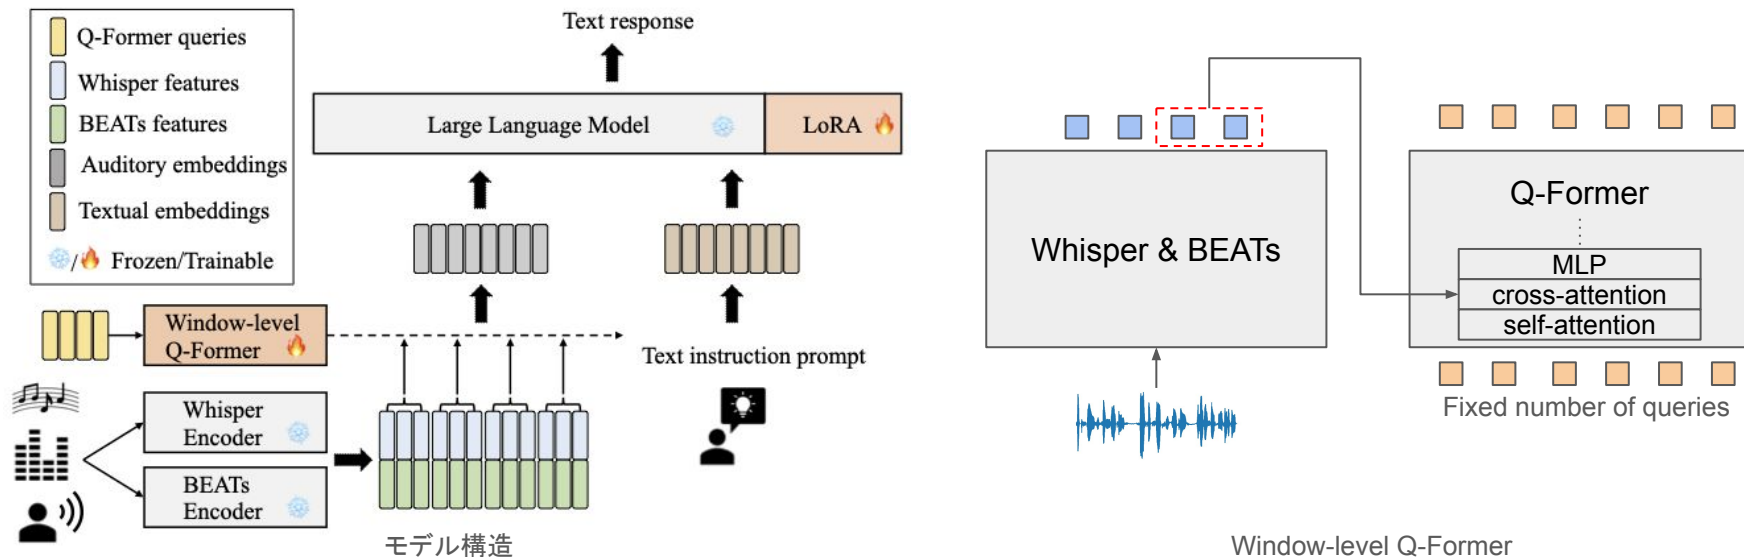 Q-Former queries
Whisper features
BEATs features
Auditory embeddings
Textual embeddings
/ Frozen/Trainable
Text response
Large Language Model
LoRA
Window-level
Q-Former
Text instruction prompt
Whisper
Encoder
BEATs
Encoder
モデル構造
Whisper & BEATs
Q-Former
MLP
cross-attention
self-attention
Fixed number of queries
Window-level Q-Former